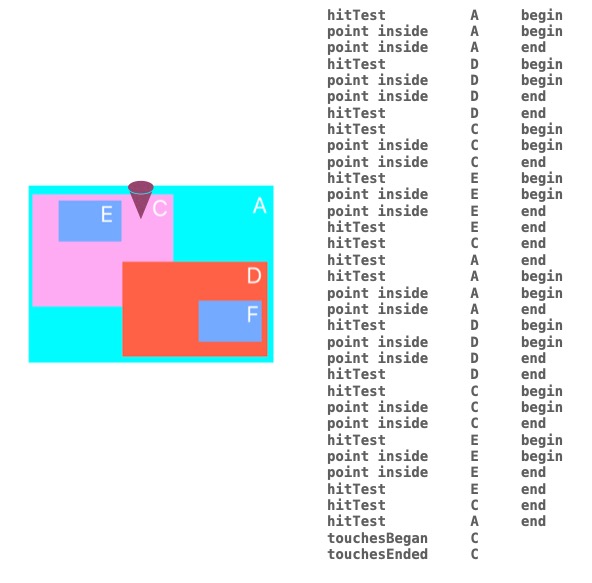 E
C
A
D
F
hitTest A begin
point inside A begin
point inside A end
hitTest D begin
point inside D begin
point inside D end
hitTest D end
hitTest C begin
point inside C begin
point inside C end
hitTest E begin
point inside E begin
point inside E end
hitTest E end
hitTest C end
hitTest A end
hitTest A begin
point inside A begin
point inside A end
hitTest D begin
point inside D begin
point inside D end
hitTest D end
hitTest C begin
point inside C begin
point inside C end
hitTest E begin
point inside E begin
point inside E end
hitTest E end
hitTest C end
hitTest A end
touchesBegan C
touchesEnded C